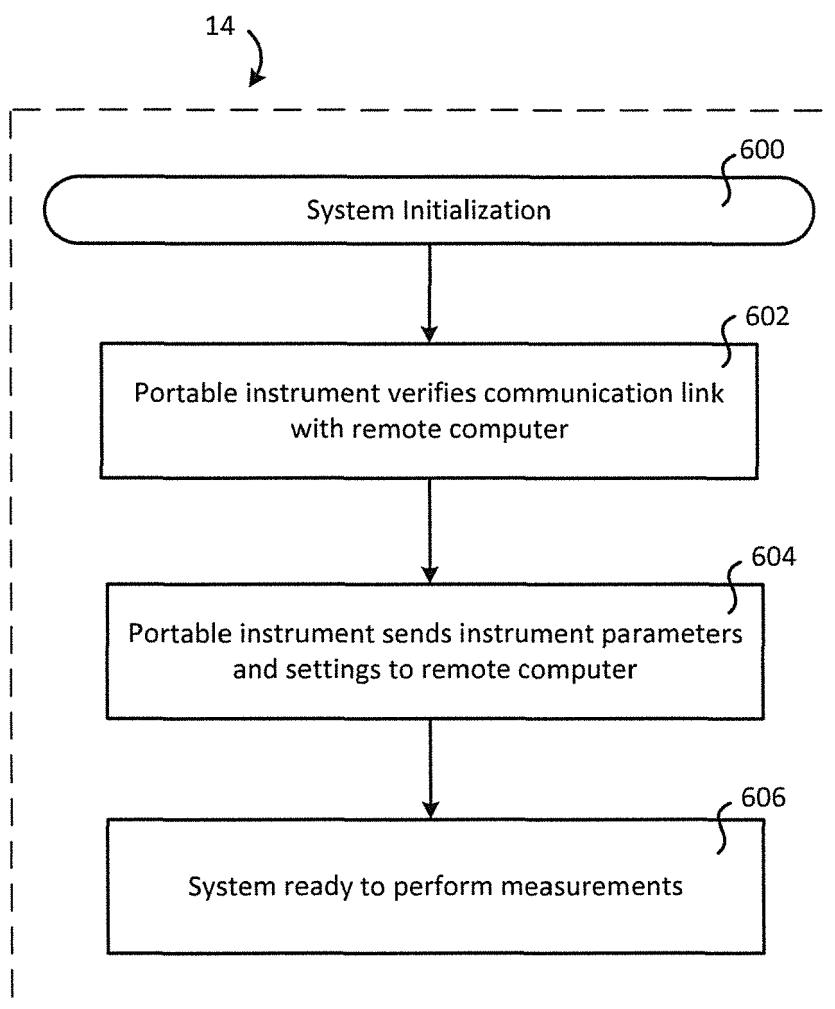 14
600
System Initialization
602
Portable instrument verifies communication link
with remote computer
604
Portable instrument sends instrument parameters
and settings to remote computer
606
System ready to perform measurements